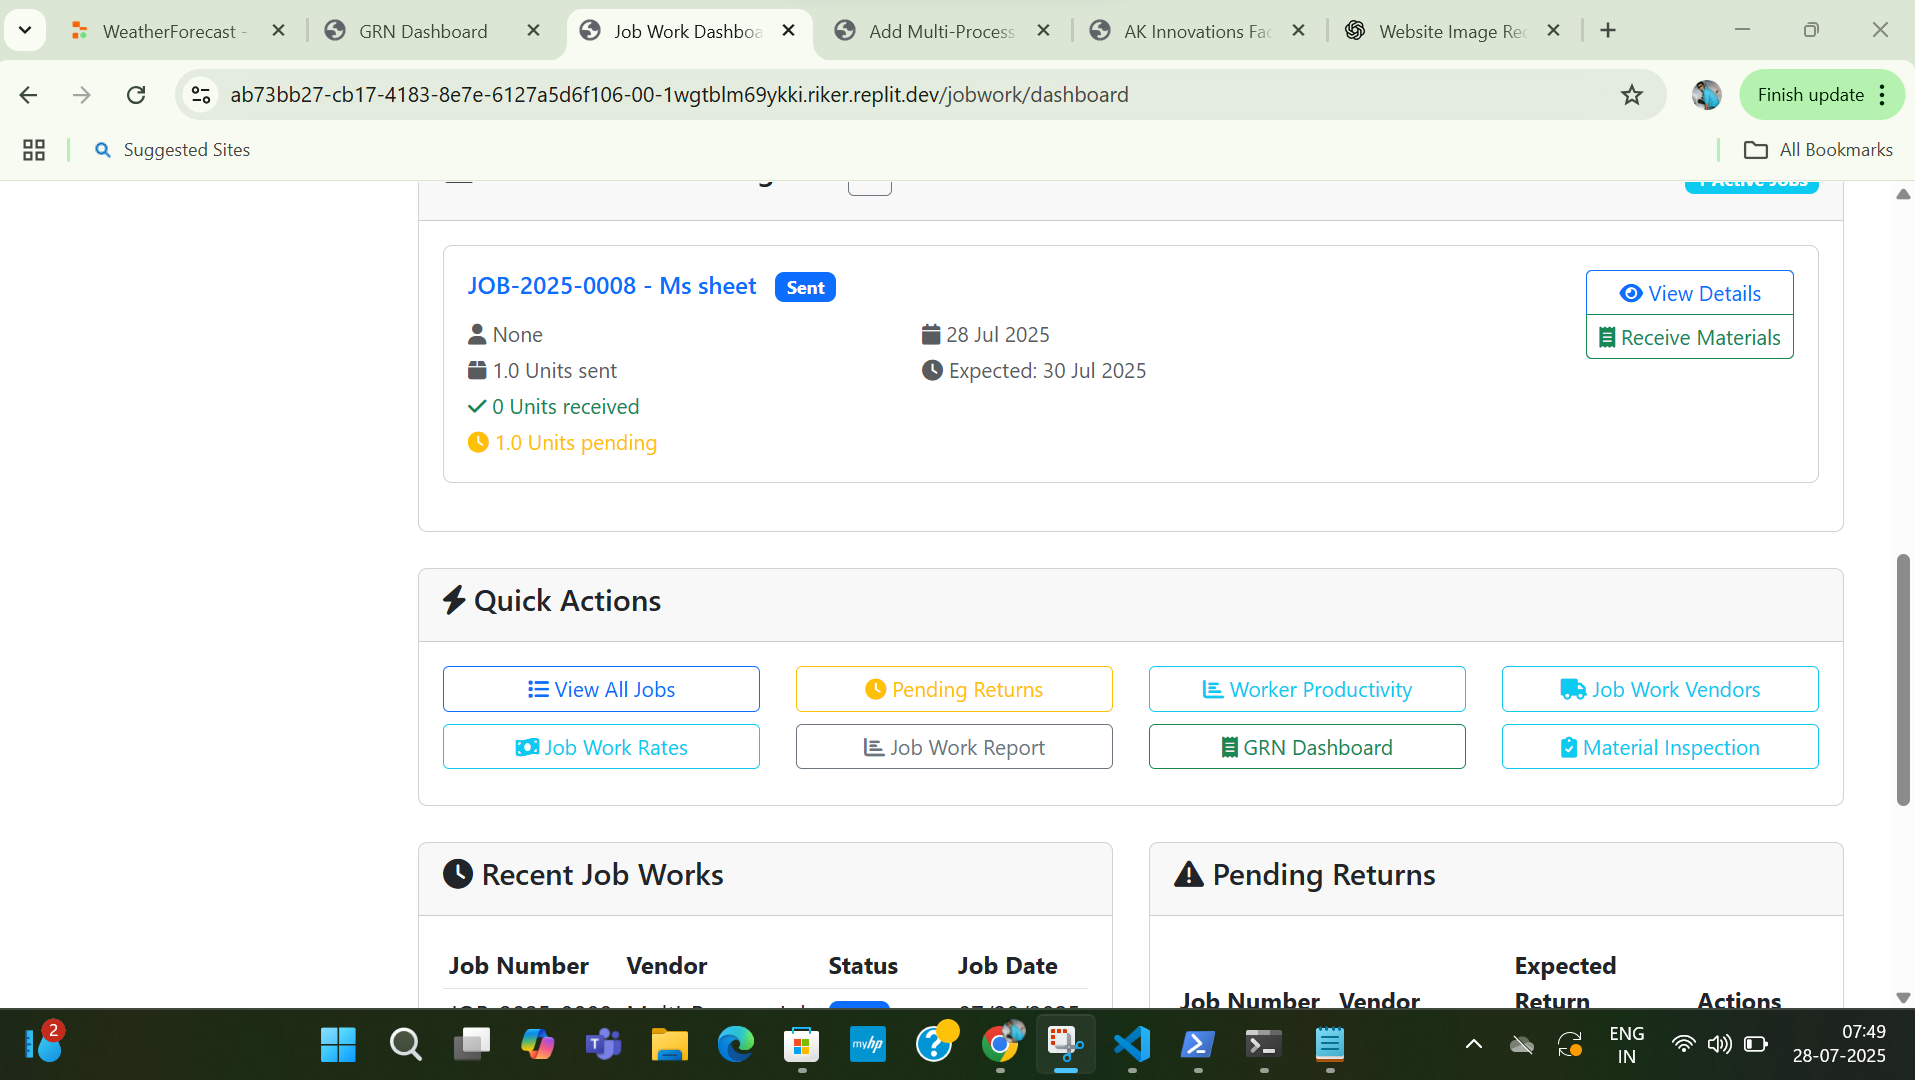 WeatherForecast -
GRN Dashboard
Job Work Dashboa
Add Multi-Process
AK Innovations Fac
Website Image Rec
ab73bb27-cb17-4183-8e7e-6127a5d6f106-00-1wgtblm69ykki.riker.replit.dev/jobwork/dashboard
Finish update
Suggested Sites
All Bookmarks
Active Jobs
JOB-2025-0008 - Ms sheet
Sent
View Details
None
28 Jul 2025
Receive Materials
1.0 Units sent
Expected: 30 Jul 2025
0 Units received
1.0 Units pending
Quick Actions
View All Jobs
Pending Returns
Worker Productivity
Job Work Vendors
Job Work Rates
Job Work Report
GRN Dashboard
Material Inspection
Recent Job Works
Pending Returns
Job Number
Vendor
Status
Job Date
Job Number
Vendor
Expected
Return
Actions
2
myhp
ENG
IN
07:49
28-07-2025